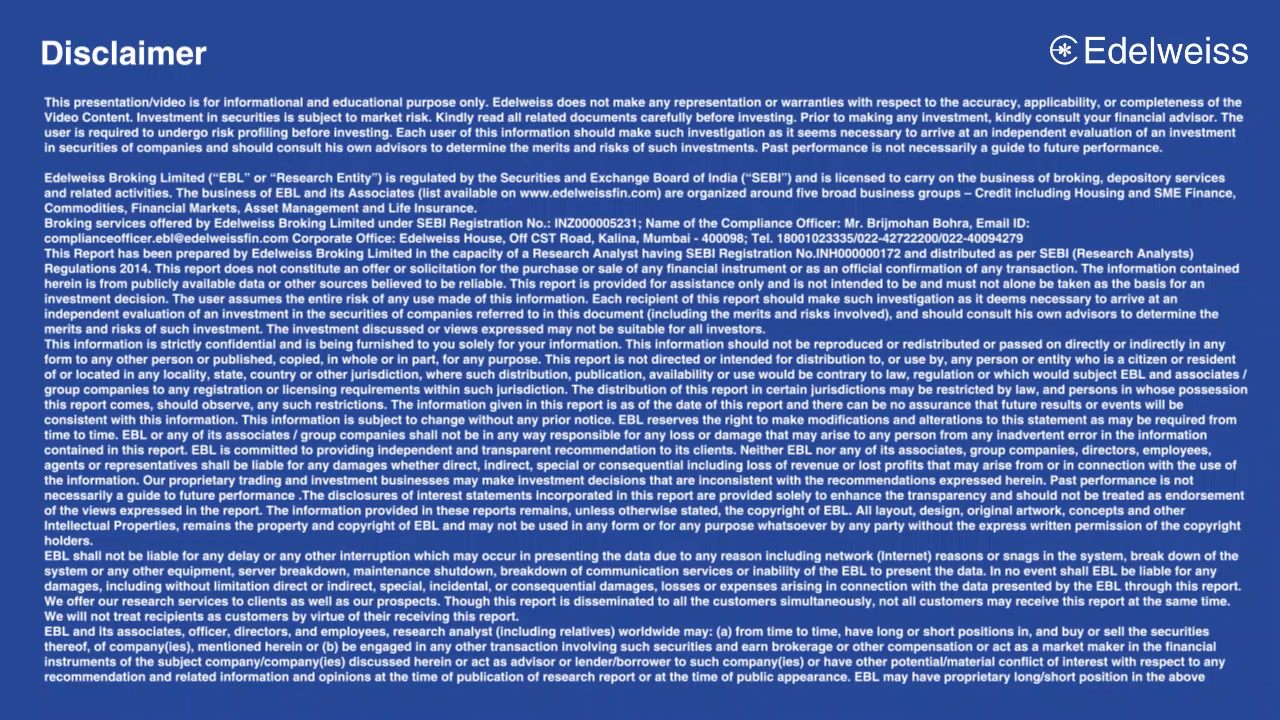 Disclaimer
Edelweiss
This presentation/video is for informational and educational purpose only. Edelweiss does not make any representation or warranties with respect to the accuracy, applicability, or completeness of the
Video Content. Investment in securities is subject to market risk. Kindly read all related documents carefully before investing. Prior to making any investment, kindly consult your financial advisor. The
user is required to undergo risk profiling before investing. Each user of this information should make such investigation as it seems necessary to arrive at an independent evaluation of an investment
in securities of companies and should consult his own advisors to determine the merits and risks of such investments. Past performance is not necessarily a guide to future performance.
Edelweiss Broking Limited (“EBL” or “Research Entity”) is regulated by the Securities and Exchange Board of India (“SEBI”) and is licensed to carry on the business of broking, depository services
and related activities. The business of EBL and its Associates (list available on www.edelweissfin.com) are organized around five broad business groups – Credit including Housing and SME Finance,
Commodities, Financial Markets, Asset Management and Life Insurance.
Broking services offered by Edelweiss Broking Limited under SEBI Registration No.: INZ000005231; Name of the Compliance Officer: Mr. Brijmohan Bohra, Email ID:
complianceofficer.ebl@edelweissfin.com Corporate Office: Edelweiss House, Off CST Road, Kalina, Mumbai - 400098; Tel. 18001023335/022-42722200/022-40094279
This Report has been prepared by Edelweiss Broking Limited in the capacity of a Research Analyst having SEBI Registration No.INH000000172 and distributed as per SEBI (Research Analysts)
Regulations 2014. This report does not constitute an offer or solicitation for the purchase or sale of any financial instrument or as an official confirmation of any transaction. The information contained
herein is from publicly available data or other sources believed to be reliable. This report is provided for assistance only and is not intended to be and must not alone be taken as the basis for an
investment decision. The user assumes the entire risk of any use made of this information. Each recipient of this report should make such investigation as it deems necessary to arrive at an
independent evaluation of an investment in the securities of companies referred to in this document (including the merits and risks involved), and should consult his own advisors to determine the
merits and risks of such investment. The investment discussed or views expressed may not be suitable for all investors.
This information is strictly confidential and is being furnished to you solely for your information. This information should not be reproduced or redistributed or passed on directly or indirectly in any
form to any other person or published, copied, in whole or in part, for any purpose. This report is not directed or intended for distribution to, or use by, any person or entity who is a citizen or resident
of or located in any locality, state, country or other jurisdiction, where such distribution, publication, availability or use would be contrary to law, regulation or which would subject EBL and associates /
group companies to any registration or licensing requirements within such jurisdiction. The distribution of this report in certain jurisdictions may be restricted by law, and persons in whose possession
this report comes, should observe, any such restrictions. The information given in this report is as of the date of this report and there can be no assurance that future results or events will be
consistent with this information. This information is subject to change without any prior notice. EBL reserves the right to make modifications and alterations to this statement as may be required from
time to time. EBL or any of its associates / group companies shall not be in any way responsible for any loss or damage that may arise to any person from any inadvertent error in the information
contained in this report. EBL is committed to providing independent and transparent recommendation to its clients. Neither EBL nor any of its associates, group companies, directors, employees,
agents or representatives shall be liable for any damages whether direct, indirect, special or consequential including loss of revenue or lost profits that may arise from or in connection with the use of
the information. Our proprietary trading and investment businesses may make investment decisions that are inconsistent with the recommendations expressed herein. Past performance is not
necessarily a guide to future performance .The disclosures of interest statements incorporated in this report are provided solely to enhance the transparency and should not be treated as endorsement
of the views expressed in the report. The information provided in these reports remains, unless otherwise stated, the copyright of EBL. All layout, design, original artwork, concepts and other
Intellectual Properties, remains the property and copyright of EBL and may not be used in any form or for any purpose whatsoever by any party without the express written permission of the copyright
holders.
EBL shall not be liable for any delay or any other interruption which may occur in presenting the data due to any reason including network (Internet) reasons or snags in the system, break down of the
system or any other equipment, server breakdown, maintenance shutdown, breakdown of communication services or inability of the EBL to present the data. In no event shall EBL be liable for any
damages, including without limitation direct or indirect, special, incidental, or consequential damages, losses or expenses arising in connection with the data presented by the EBL through this report.
We offer our research services to clients as well as our prospects. Though this report is disseminated to all the customers simultaneously, not all customers may receive this report at the same time.
We will not treat recipients as customers by virtue of their receiving this report.
EBL and its associates, officer, directors, and employees, research analyst (including relatives) worldwide may: (a) from time to time, have long or short positions in, and buy or sell the securities
thereof, of company(ies), mentioned herein or (b) be engaged in any other transaction involving such securities and earn brokerage or other compensation or act as a market maker in the financial
instruments of the subject company/company(ies) discussed herein or act as advisor or lender/borrower to such company(ies) or have other potential/material conflict of interest with respect to any
recommendation and related information and opinions at the time of publication of research report or at the time of public appearance. EBL may have proprietary long/short position in the above